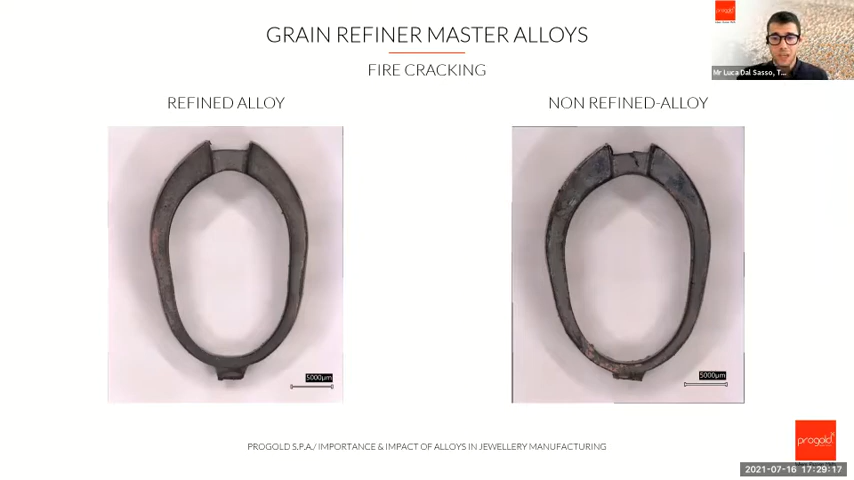 GRAIN REFINER MASTER ALLOYS
FIRE CRACKING
REFINED ALLOY
NON REFINED-ALLOY
5000µm
5000µm
PROGOLD S.P.A./ IMPORTANCE & IMPACT OF ALLOYS IN JEWELLERY MANUFACTURING
Mr Luca Dal Sasso, T...
progold
progold
2021-07-16 17:29:17